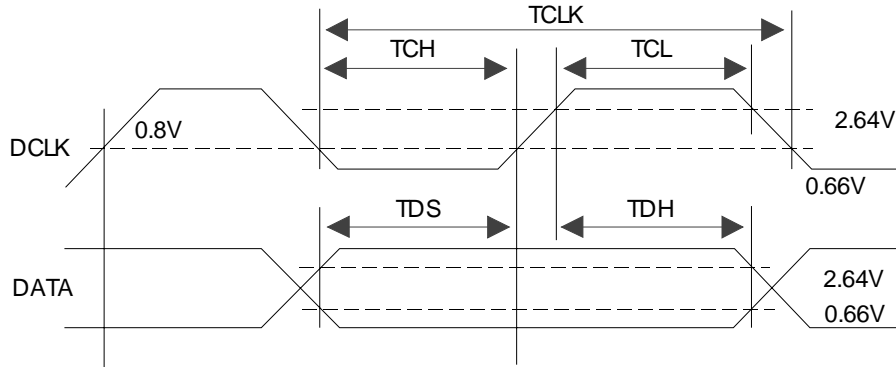 TCLK
TCH
TCL
0.8V
2.64V
DCLK
0.66V
TDS
TDH
DATA
2.64V
0.66V